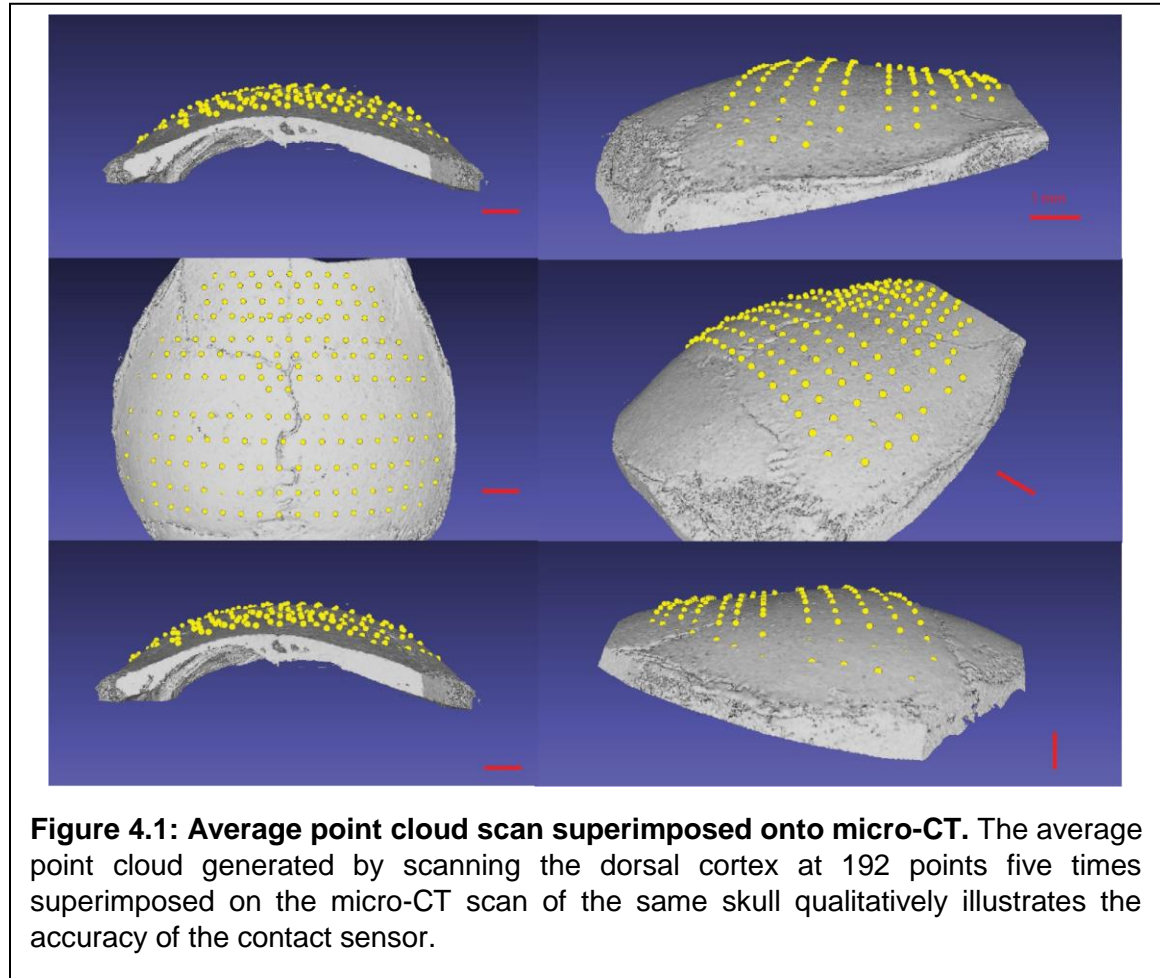 1 mm
Figure 4.1: Average point cloud scan superimposed onto micro-CT. The average
point cloud generated by scanning the dorsal cortex at 192 points five times
superimposed on the micro-CT scan of the same skull qualitatively illustrates the
accuracy of the contact sensor.